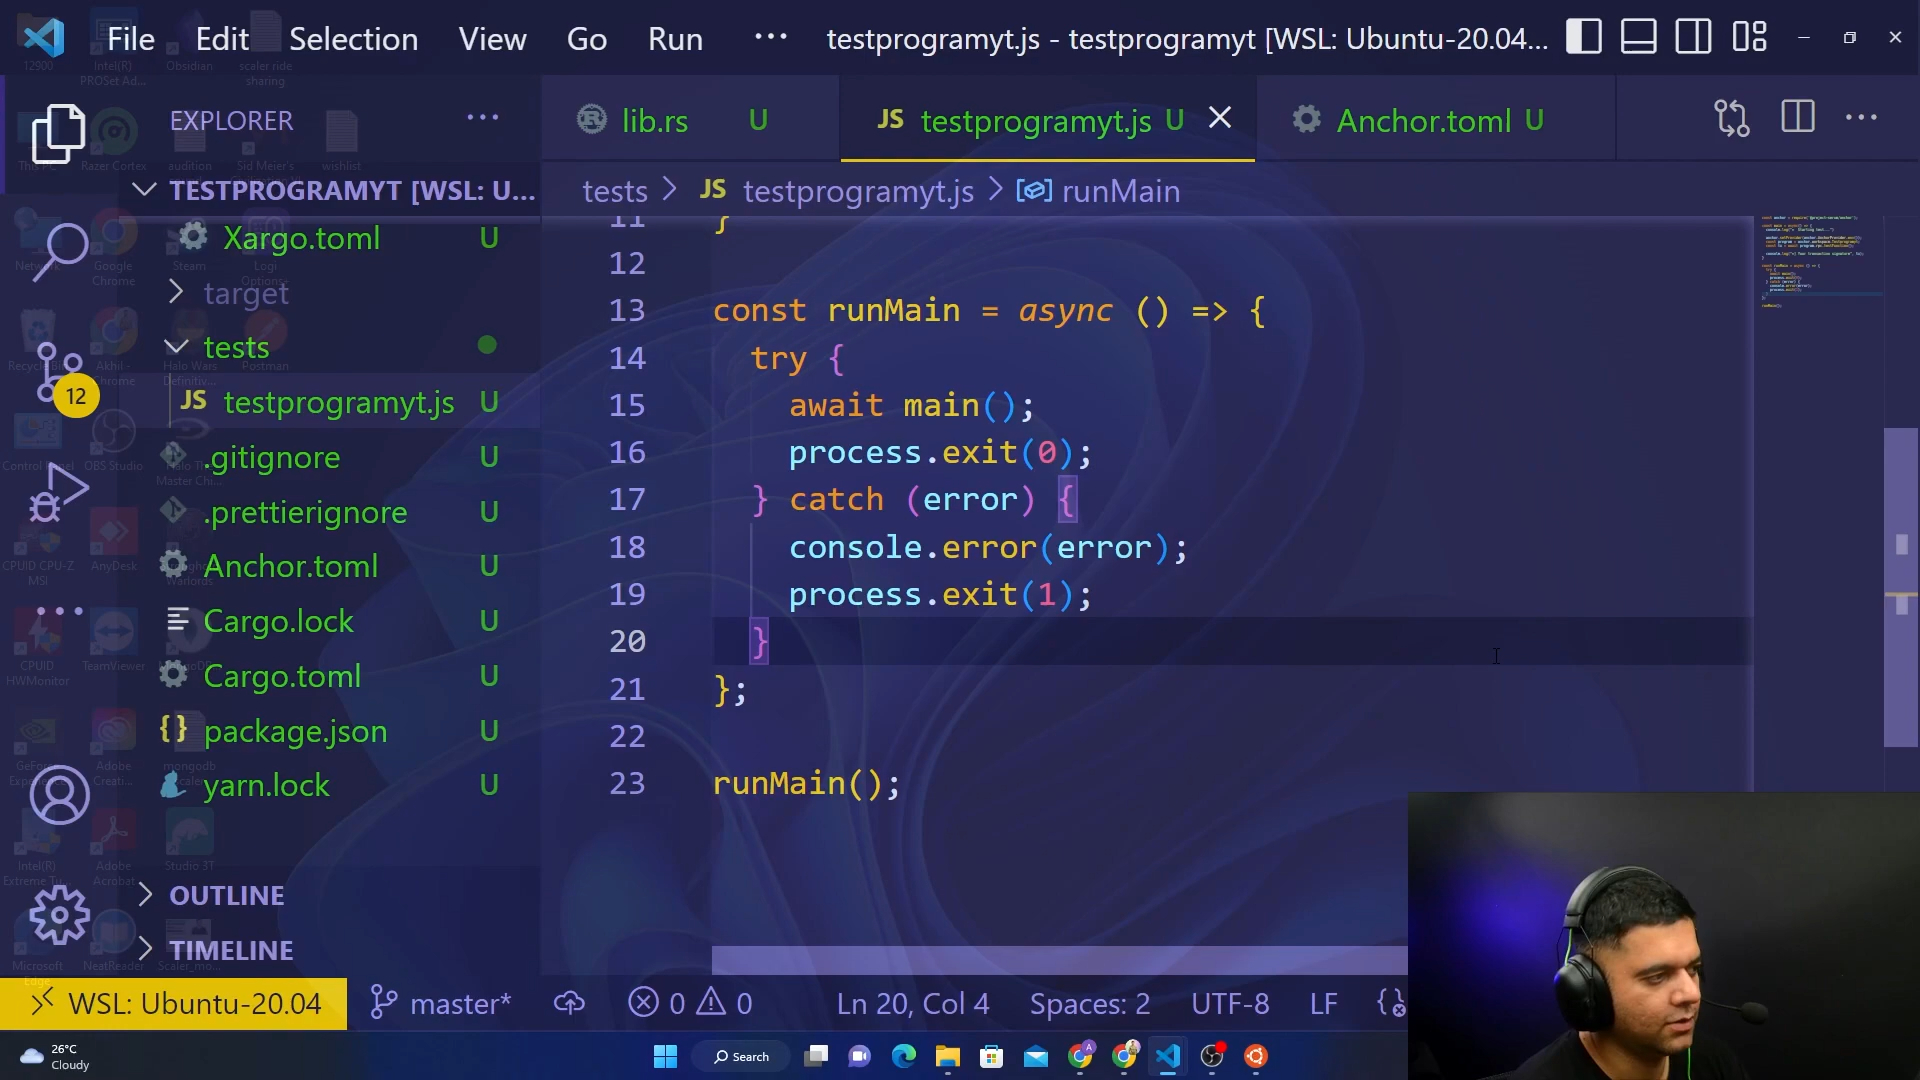 File Edit Selection View Go Run ··· testprogramyt.js - testprogramyt [WSL: Ubuntu-20.04...
EXPLORER ···
lib.rs U
JS testprogramyt.js U
Anchor.toml U
TESTPROGRAMYT [WSL: U...
tests > JS testprogramyt.js > runMain
Xargo.toml U
target
tests
JS testprogramyt.js U
.gitignore U
.prettierignore U
Anchor.toml U
Cargo.lock U
Cargo.toml U
{} package.json U
yarn.lock U
OUTLINE
TIMELINE
12
11 }
12
13 const runMain = async () => {
14 try {
15 await main();
16 process.exit(0);
17 } catch (error) {
18 console.error(error);
19 process.exit(1);
20 }
21 };
22
23 runMain();
WSL: Ubuntu-20.04 master* 0 0 Ln 20, Col 4 Spaces: 2 UTF-8 LF
26°C
Cloudy
Search